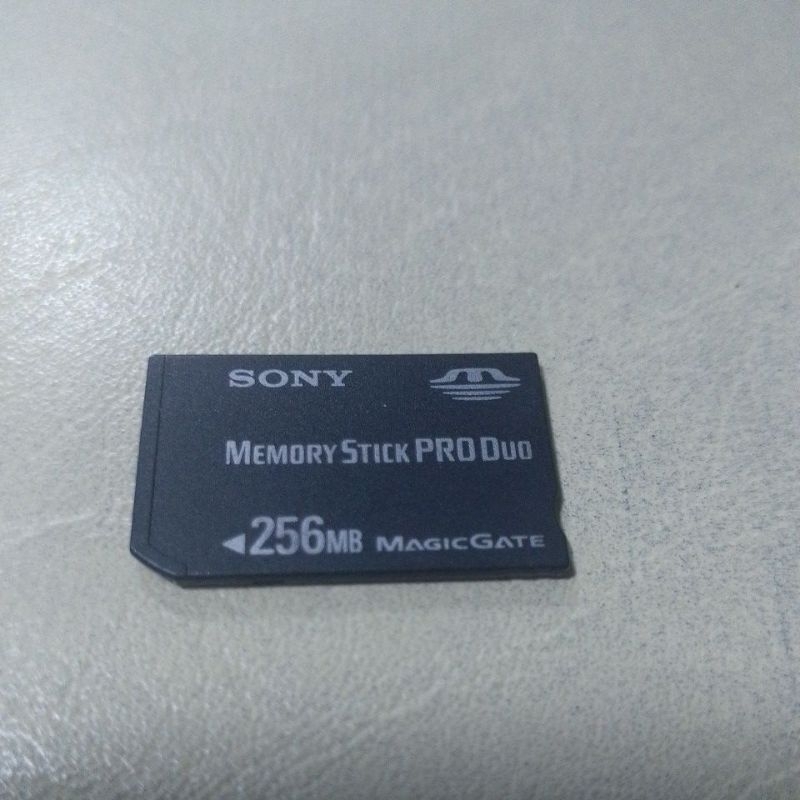 SONY
MEMORY STICK PRO DUO
256MB MAGICGATE